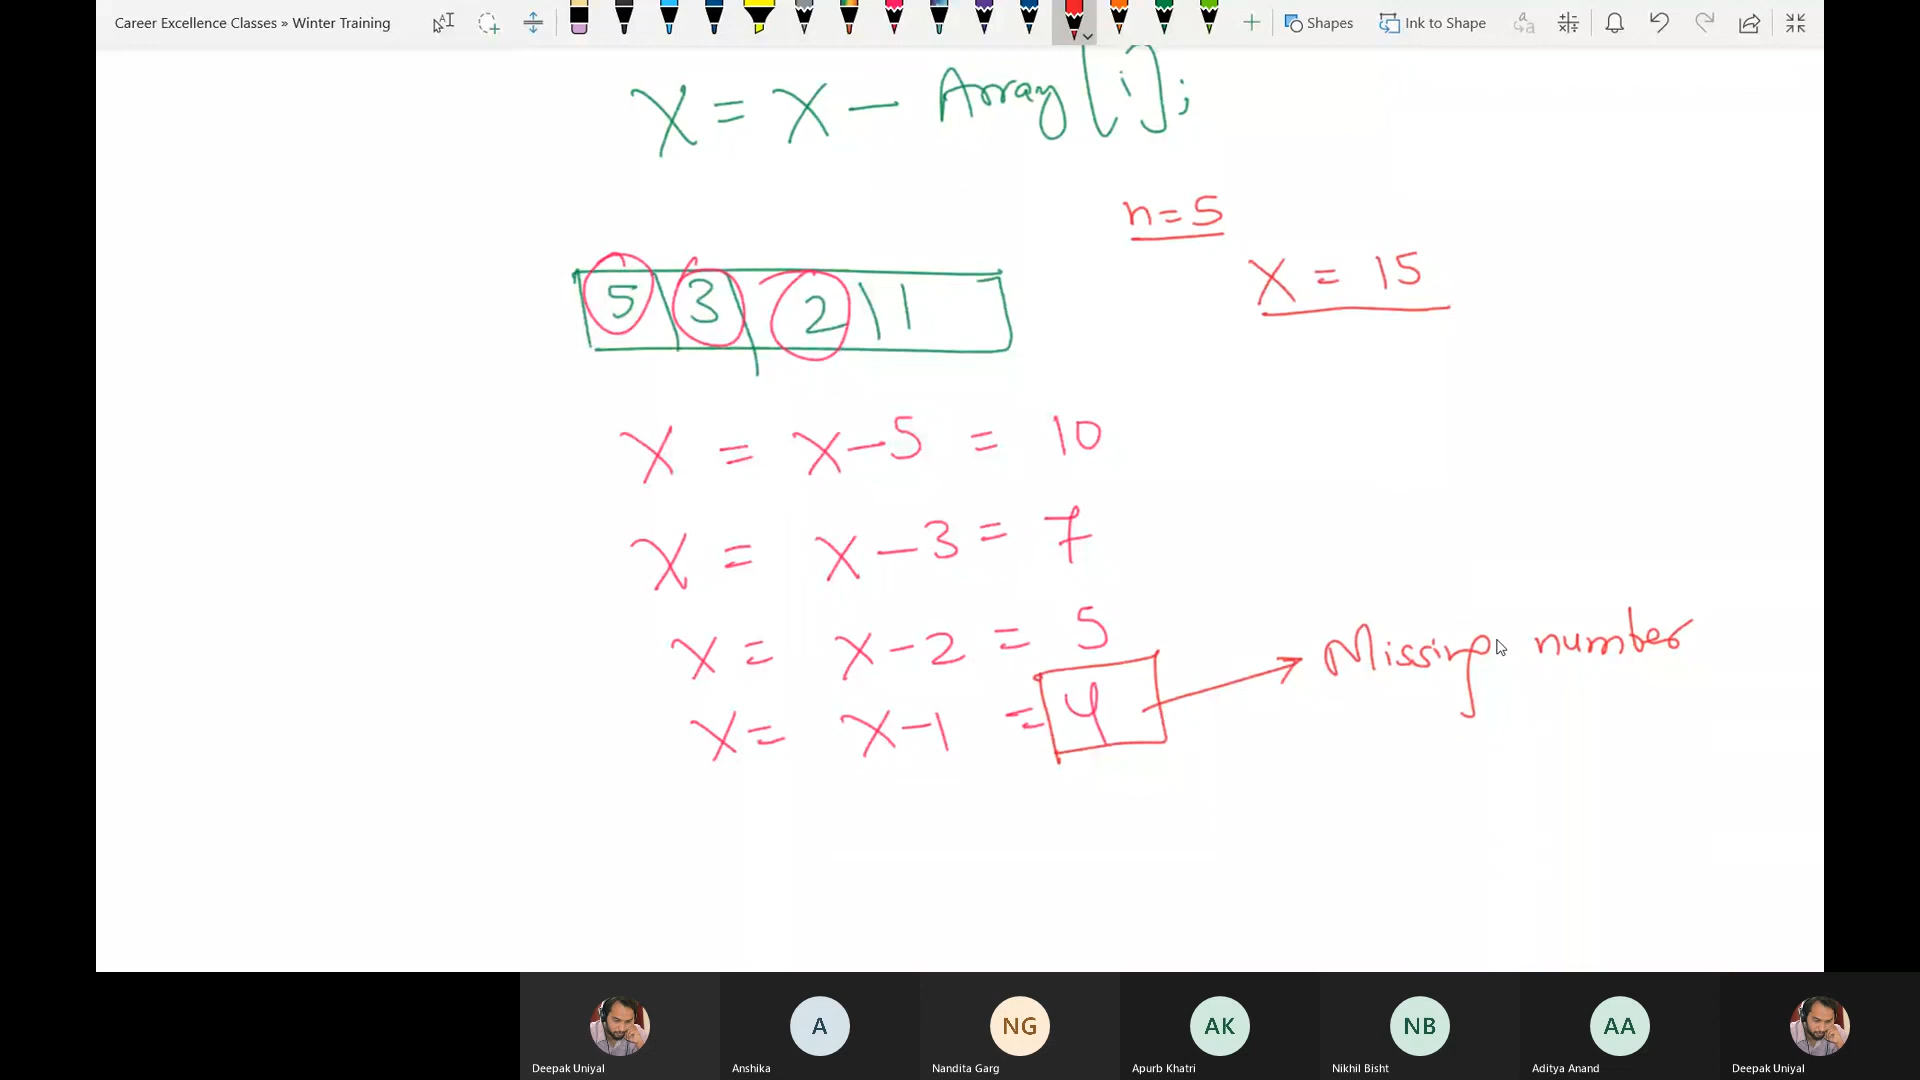 Career Excellence Classes » Winter Training
Shapes
Ink to Shape
X = X - Array[i];
n=5
X = 15
5 3 2 1
X = X-5 = 10
X = X-3 = 7
X = X-2 = 5
X = X-1 = 4
Missing number
A NG AK NB AA
Deepak Uniyal Anshika Nandita Garg Apurb Khatri Nikhil Bisht Aditya Anand Deepak Uniyal